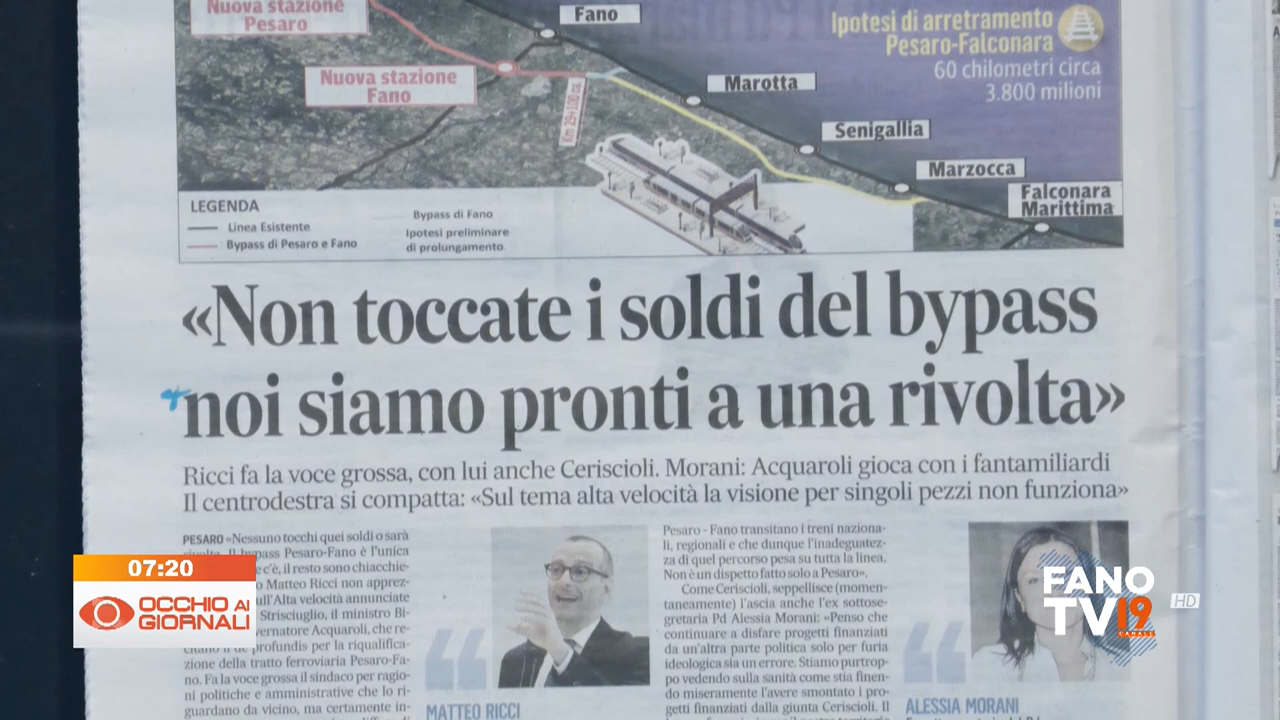 Nuova stazione
Pesaro
Fano
Nuova stazione
Fano
Km 29+100 ca.
Ipotesi di arretramento
Pesaro-Falconara
60 chilometri circa
3.800 milioni
Marotta
Senigallia
Marzocca
Falconara
Marittima
LEGENDA
Linea Esistente
Bypass di Pesaro e Fano
Bypass di Fano
Ipotesi preliminare
di prolungamento
«Non toccate i soldi del bypass
noi siamo pronti a una rivolta»
Ricci fa la voce grossa, con lui anche Ceriscioli. Morani: Acquaroli gioca con i fantamiliardi
Il centrodestra si compatta: «Sul tema alta velocità la visione per singoli pezzi non funziona»
PESARO «Nessuno tocchi quei soldi o sarà
rivolta. Il bypass Pesaro-Fano è l'unica
c'è, il resto sono chiacchie-
o Matteo Ricci non apprez-
ull'Alta velocità annunciate
Strisciuglio, il ministro Bi-
vernatore Acquaroli, che re-
profundis per la riqualifica-
zione della tratto ferroviaria Pesaro-Fa-
no. Fa la voce grossa il sindaco per ragio-
ni politiche e amministrative che lo ri-
guardano da vicino, ma certamente in-
MATTEO RICCI
Pesaro - Fano transitano i treni naziona-
li, regionali e che dunque l'inadeguatez-
za di quel percorso pesa su tutta la linea.
Non è un dispetto fatto solo a Pesaro».
Come Ceriscioli, seppellisce (momen-
taneamente) l'ascia anche l'ex sottose-
gretaria Pd Alessia Morani: «Penso che
continuare a disfare progetti finanziati
da un'altra parte politica solo per furia
ideologica sia un errore. Stiamo purtrop-
po vedendo sulla sanità come stia finen-
do miseramente l'avere smontato i pro-
getti finanziati dalla giunta Ceriscioli. Il
ALESSIA MORANI
07:20
OCCHIO AI
GIORNALI
FANO
TV19
CANALE
HD